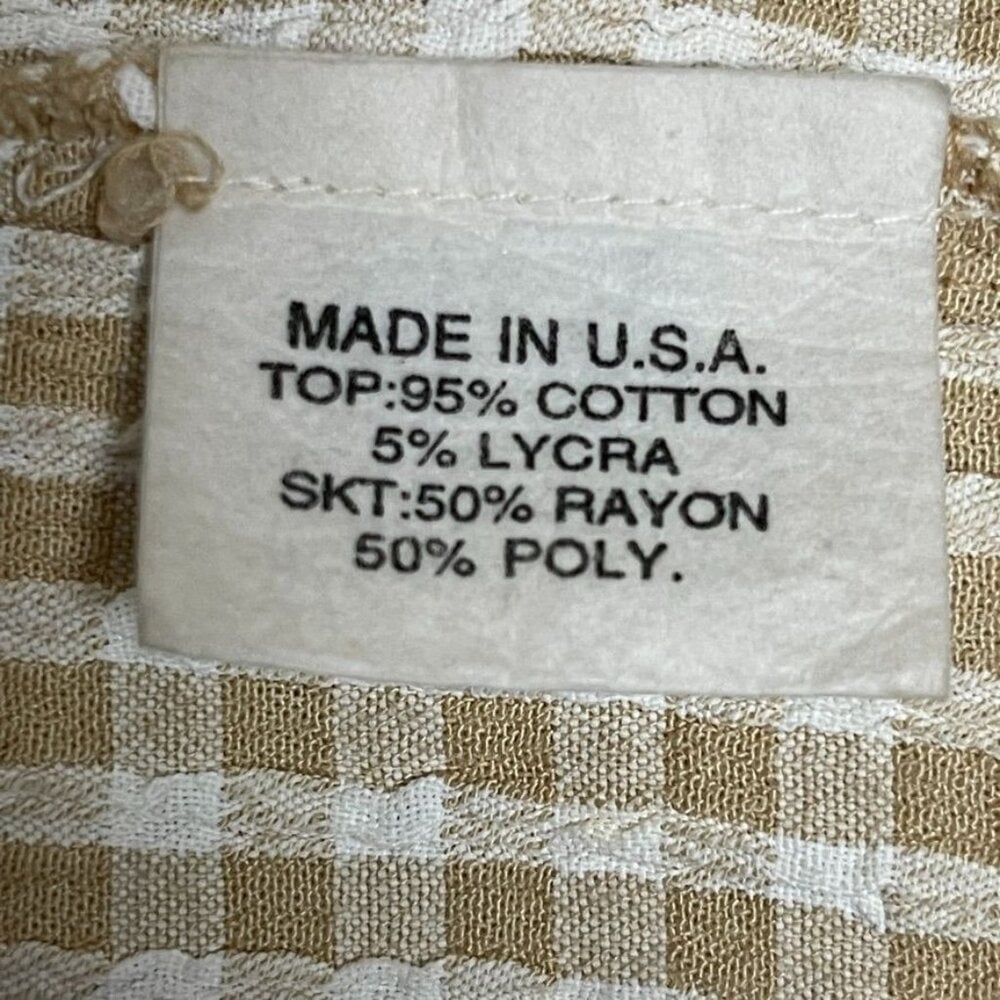 MADE IN U.S.A.
TOP:95% COTTON
5% LYCRA
SKT:50% RAYON
50% POLY.